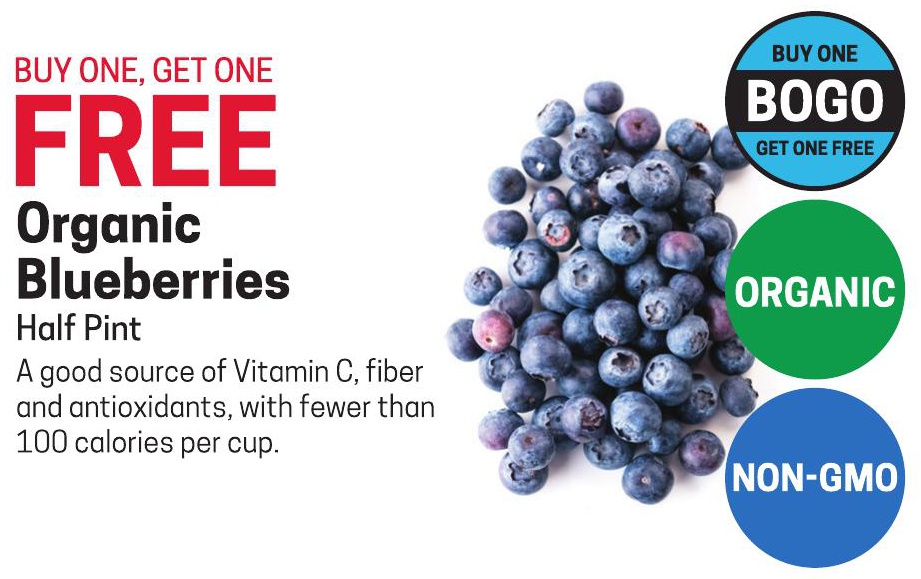 BUY ONE, GET ONE
FREE
Organic
Blueberries
Half Pint
A good source of Vitamin C, fiber
and antioxidants, with fewer than
100 calories per cup.
BUY ONE
BOGO
GET ONE FREE
ORGANIC
NON-GMO